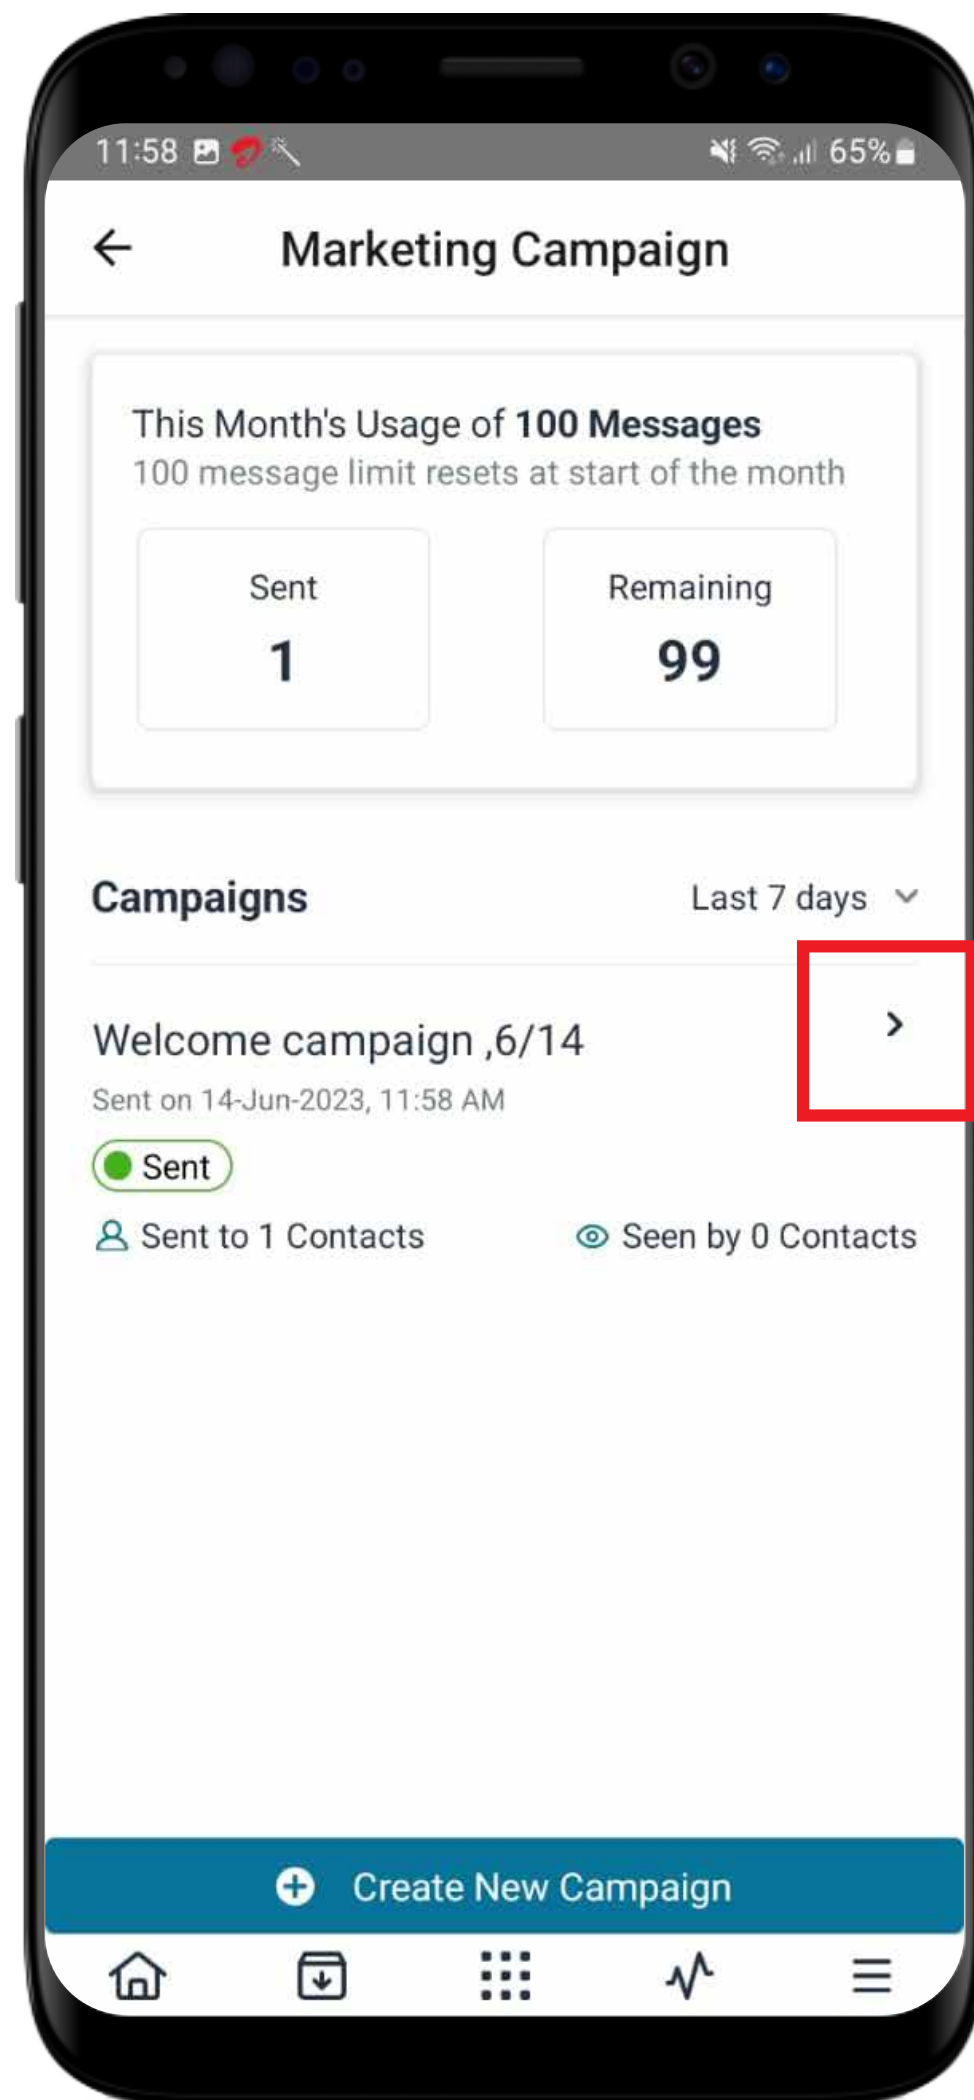 11:58 65%
Marketing Campaign
This Month's Usage of 100 Messages
100 message limit resets at start of the month
Sent Remaining
1 99
Campaigns Last 7 days
Welcome campaign ,6/14
Sent on 14-Jun-2023, 11:58 AM
Sent
Sent to 1 Contacts Seen by 0 Contacts
Create New Campaign